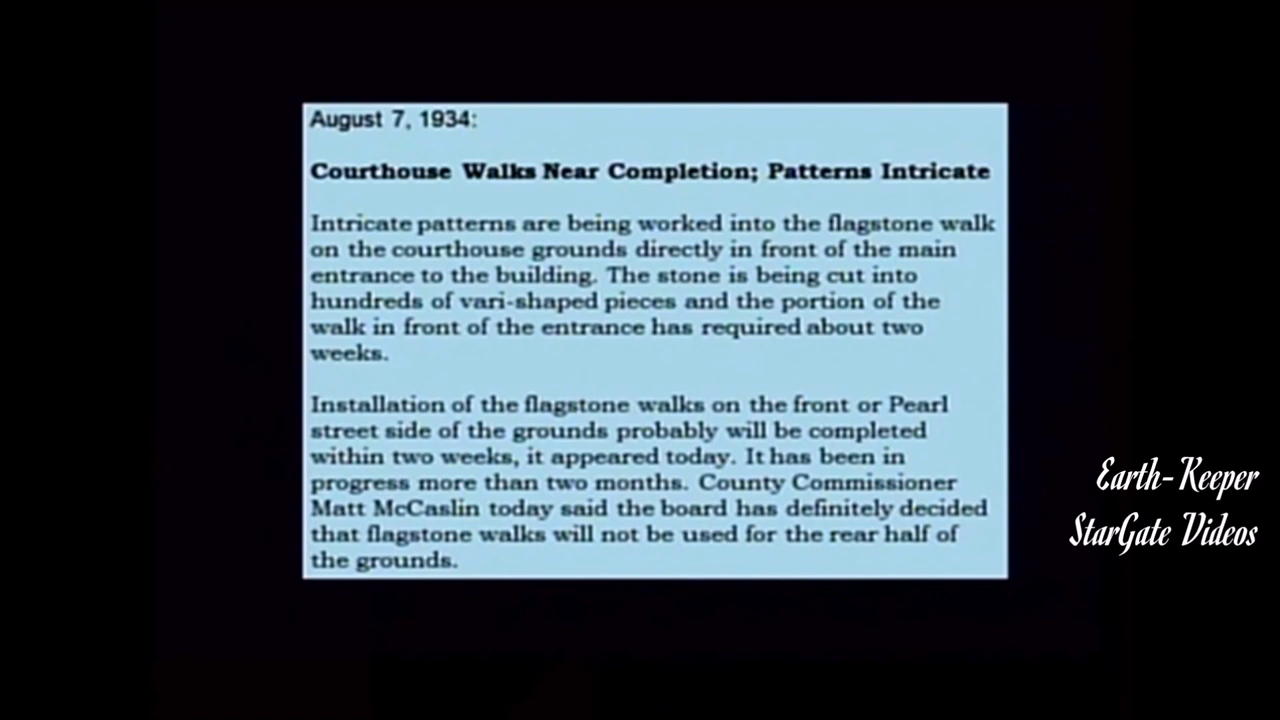 August 7, 1934:
Courthouse Walks Near Completion; Patterns Intricate
Intricate patterns are being worked into the flagstone walk
on the courthouse grounds directly in front of the main
entrance to the building. The stone is being cut into
hundreds of vari-shaped pieces and the portion of the
walk in front of the entrance has required about two
weeks.
Installation of the flagstone walks on the front or Pearl
street side of the grounds probably will be completed
within two weeks, it appeared today. It has been in
progress more than two months. County Commissioner
Matt McCaslin today said the board has definitely decided
that flagstone walks will not be used for the rear half of
the grounds.
Earth-Keeper
StarGate Videos